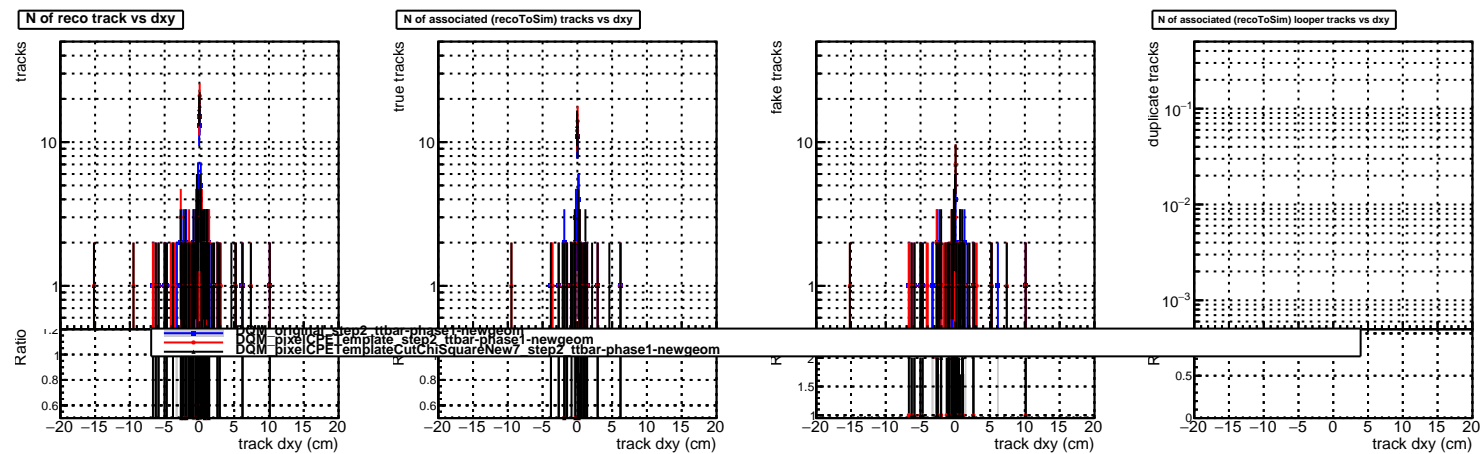 N of reco track vs dxy
tracks
10
1
1.2
Ratio
1
0.8
0.6
−20 −15 −10 −5 0 5 10 15 20
track dxy (cm)
N of associated (recoToSim) tracks vs dxy
true tracks
10
1
0.8
0.6
−20 −15 −10 −5 0 5 10 15 20
track dxy (cm)
fake tracks
10
1
2
1.5
1
−20 −15 −10 −5 0 5 10 15 20
track dxy (cm)
N of associated (recoToSim) looper tracks vs dxy
duplicate tracks
10−1
10−2
10−3
0.5
0
−20 −15 −10 −5 0 5 10 15 20
track dxy (cm)
DQM_original_step2_ttbar-phase1-newgeom
DQM_pixelCPETemplate_step2_ttbar-phase1-newgeom
DQM_pixelCPETemplateCutChiSquareNew7_step2_ttbar-phase1-newgeom